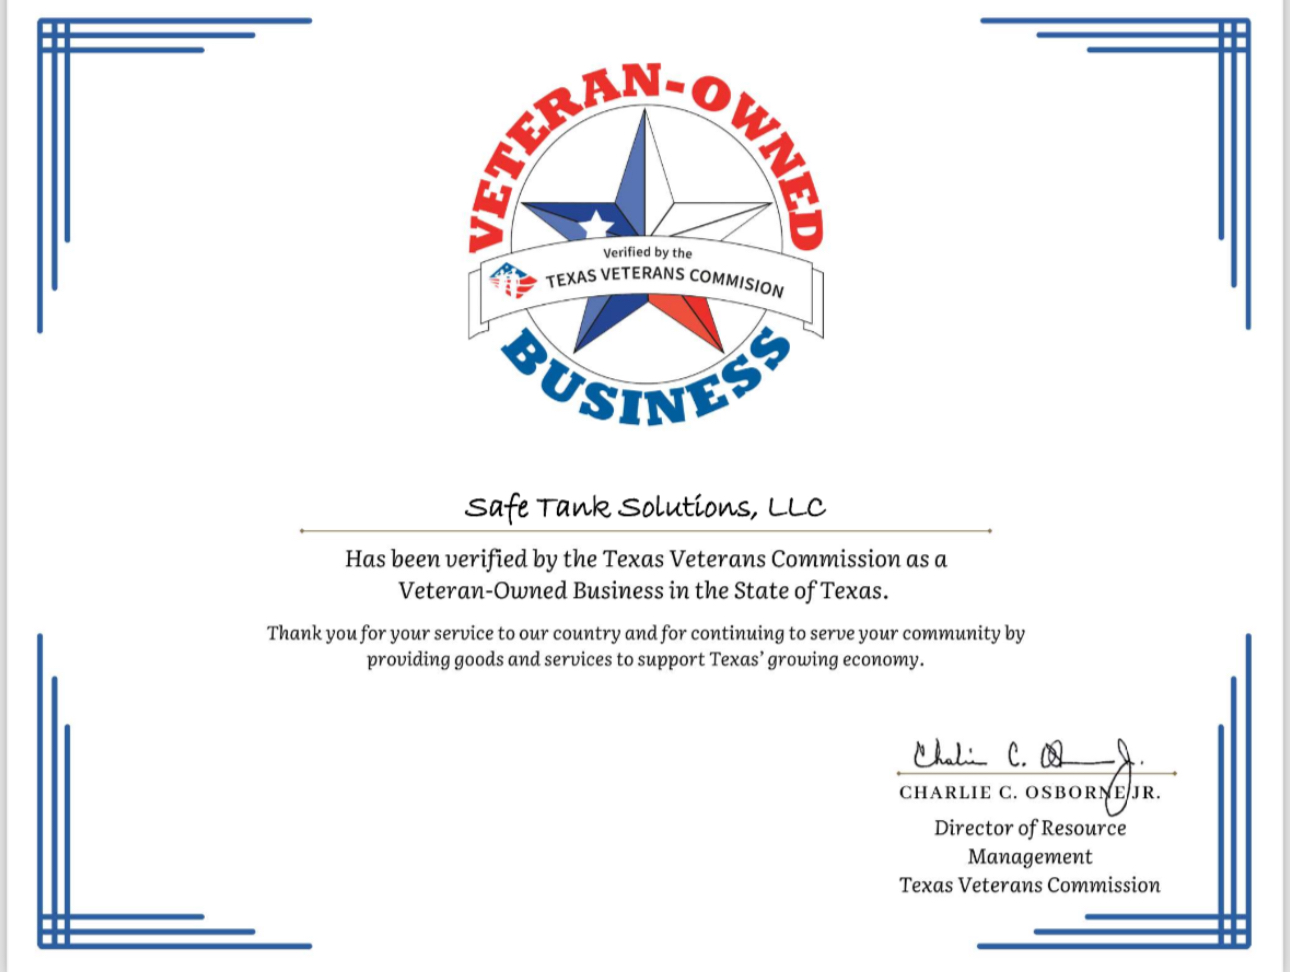 VETERAN-OWNED
Verified by the
TEXAS VETERANS COMMISION
BUSINESS
Safe Tank Solutions, LLC
Has been verified by the Texas Veterans Commission as a
Veteran-Owned Business in the State of Texas.
Thank you for your service to our country and for continuing to serve your community by
providing goods and services to support Texas’ growing economy.
CHARLIE C. OSBORNE JR.
Director of Resource
Management
Texas Veterans Commission